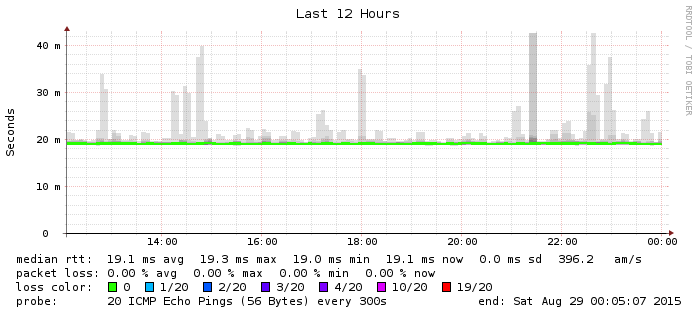 Last 12 Hours
RRDTOOL / TOBI OETIKER
Seconds
40 m
30 m
20 m
10 m
0
14:00 16:00 18:00 20:00 22:00 00:00
median rtt: 19.1 ms avg 19.3 ms max 19.0 ms min 19.1 ms now 0.0 ms sd 396.2 am/s
packet loss: 0.00 % avg 0.00 % max 0.00 % min 0.00 % now
loss color: 0 1/20 2/20 3/20 4/20 10/20 19/20
probe: 20 ICMP Echo Pings (56 Bytes) every 300s end: Sat Aug 29 00:05:07 2015